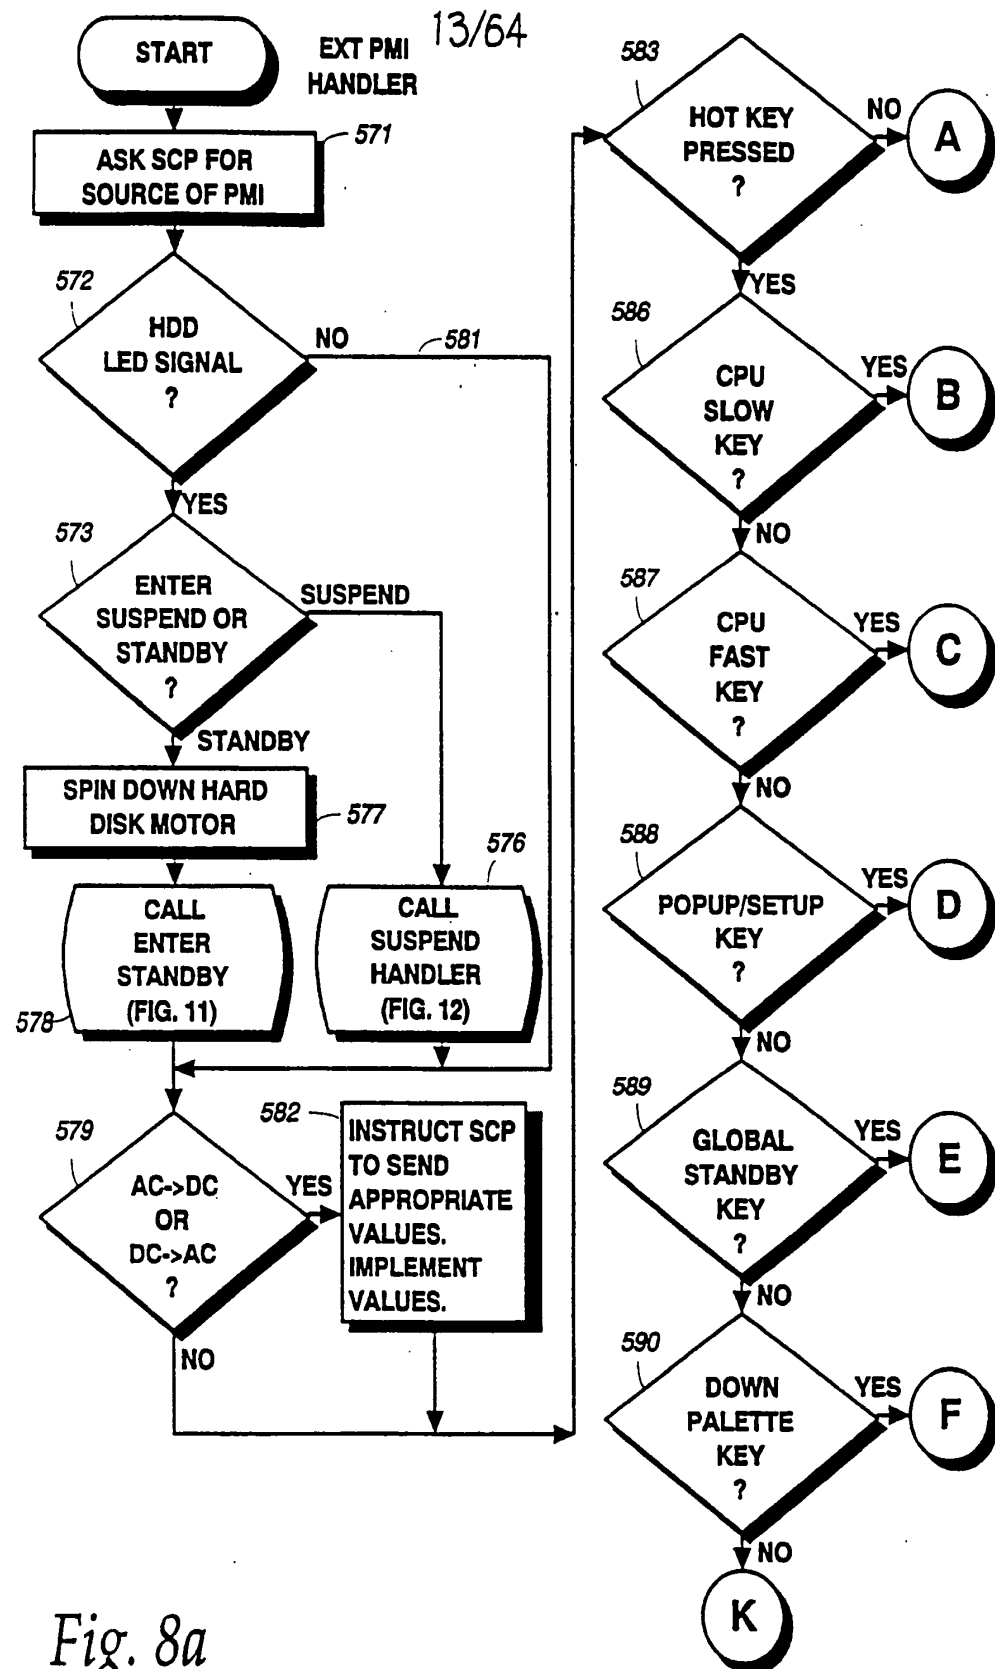 13/64
START
EXT PMI
HANDLER
571
ASK SCP FOR
SOURCE OF PMI
572
HDD
LED SIGNAL
?
NO
581
YES
573
ENTER
SUSPEND OR
STANDBY
?
SUSPEND
STANDBY
SPIN DOWN HARD
DISK MOTOR
577
576
CALL
ENTER
STANDBY
(FIG. 11)
578
CALL
SUSPEND
HANDLER
(FIG. 12)
579
AC->DC
OR
DC->AC
?
YES
582
INSTRUCT SCP
TO SEND
APPROPRIATE
VALUES.
IMPLEMENT
VALUES.
NO
583
HOT KEY
PRESSED
?
NO
A
YES
586
CPU
SLOW
KEY
?
YES
B
NO
587
CPU
FAST
KEY
?
YES
C
NO
588
POPUP/SETUP
KEY
?
YES
D
NO
589
GLOBAL
STANDBY
KEY
?
YES
E
NO
590
DOWN
PALETTE
KEY
?
YES
F
NO
K
Fig. 8a